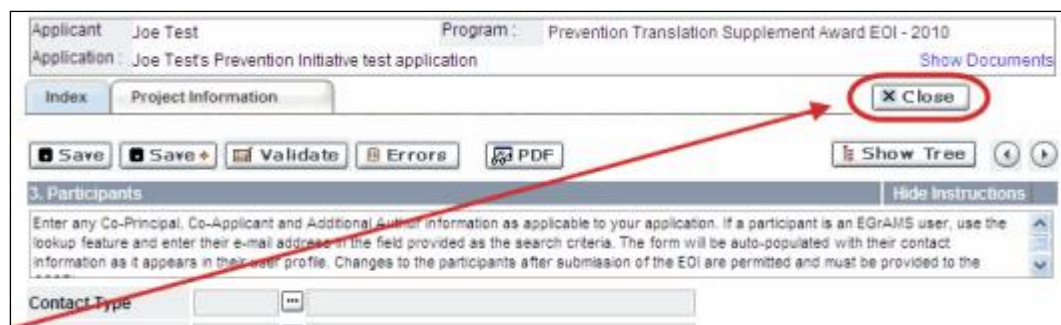 Applicant Joe Test Program : Prevention Translation Supplement Award EOI - 2010
Application : Joe Test's Prevention Initiative test application Show Documents
Index Project Information Close
Save Save+ Validate Errors PDF Show Tree
3. Participants Hide Instructions
Enter any Co-Principal, Co-Applicant and Additional Author information as applicable to your application. If a participant is an EGrAMS user, use the
lookup feature and enter their e-mail address in the field provided as the search criteria. The form will be auto-populated with their contact
information as it appears in their user profile. Changes to the participants after submission of the EOI are permitted and must be provided to the
Contact Type